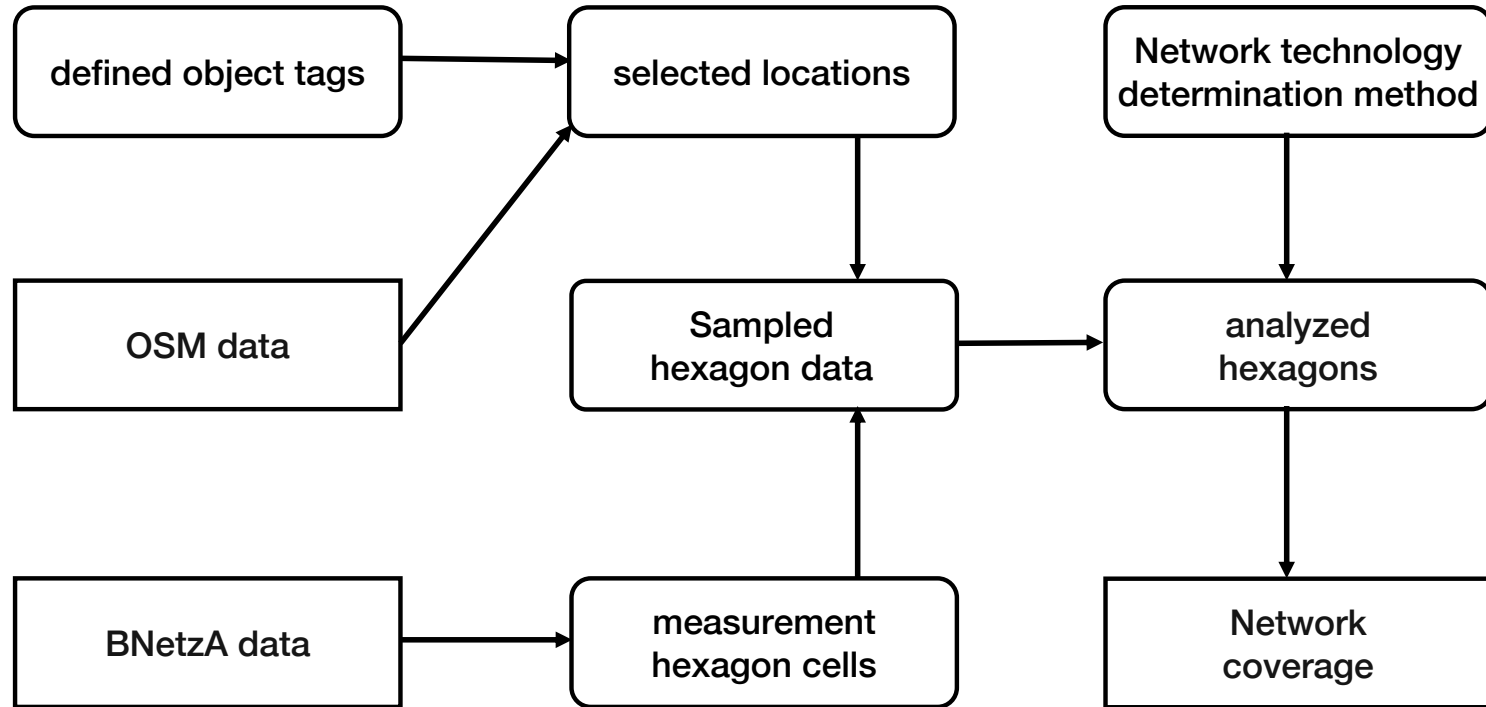 defined object tags
selected locations
Network technology
determination method
OSM data
Sampled
hexagon data
analyzed
hexagons
BNetzA data
measurement
hexagon cells
Network
coverage